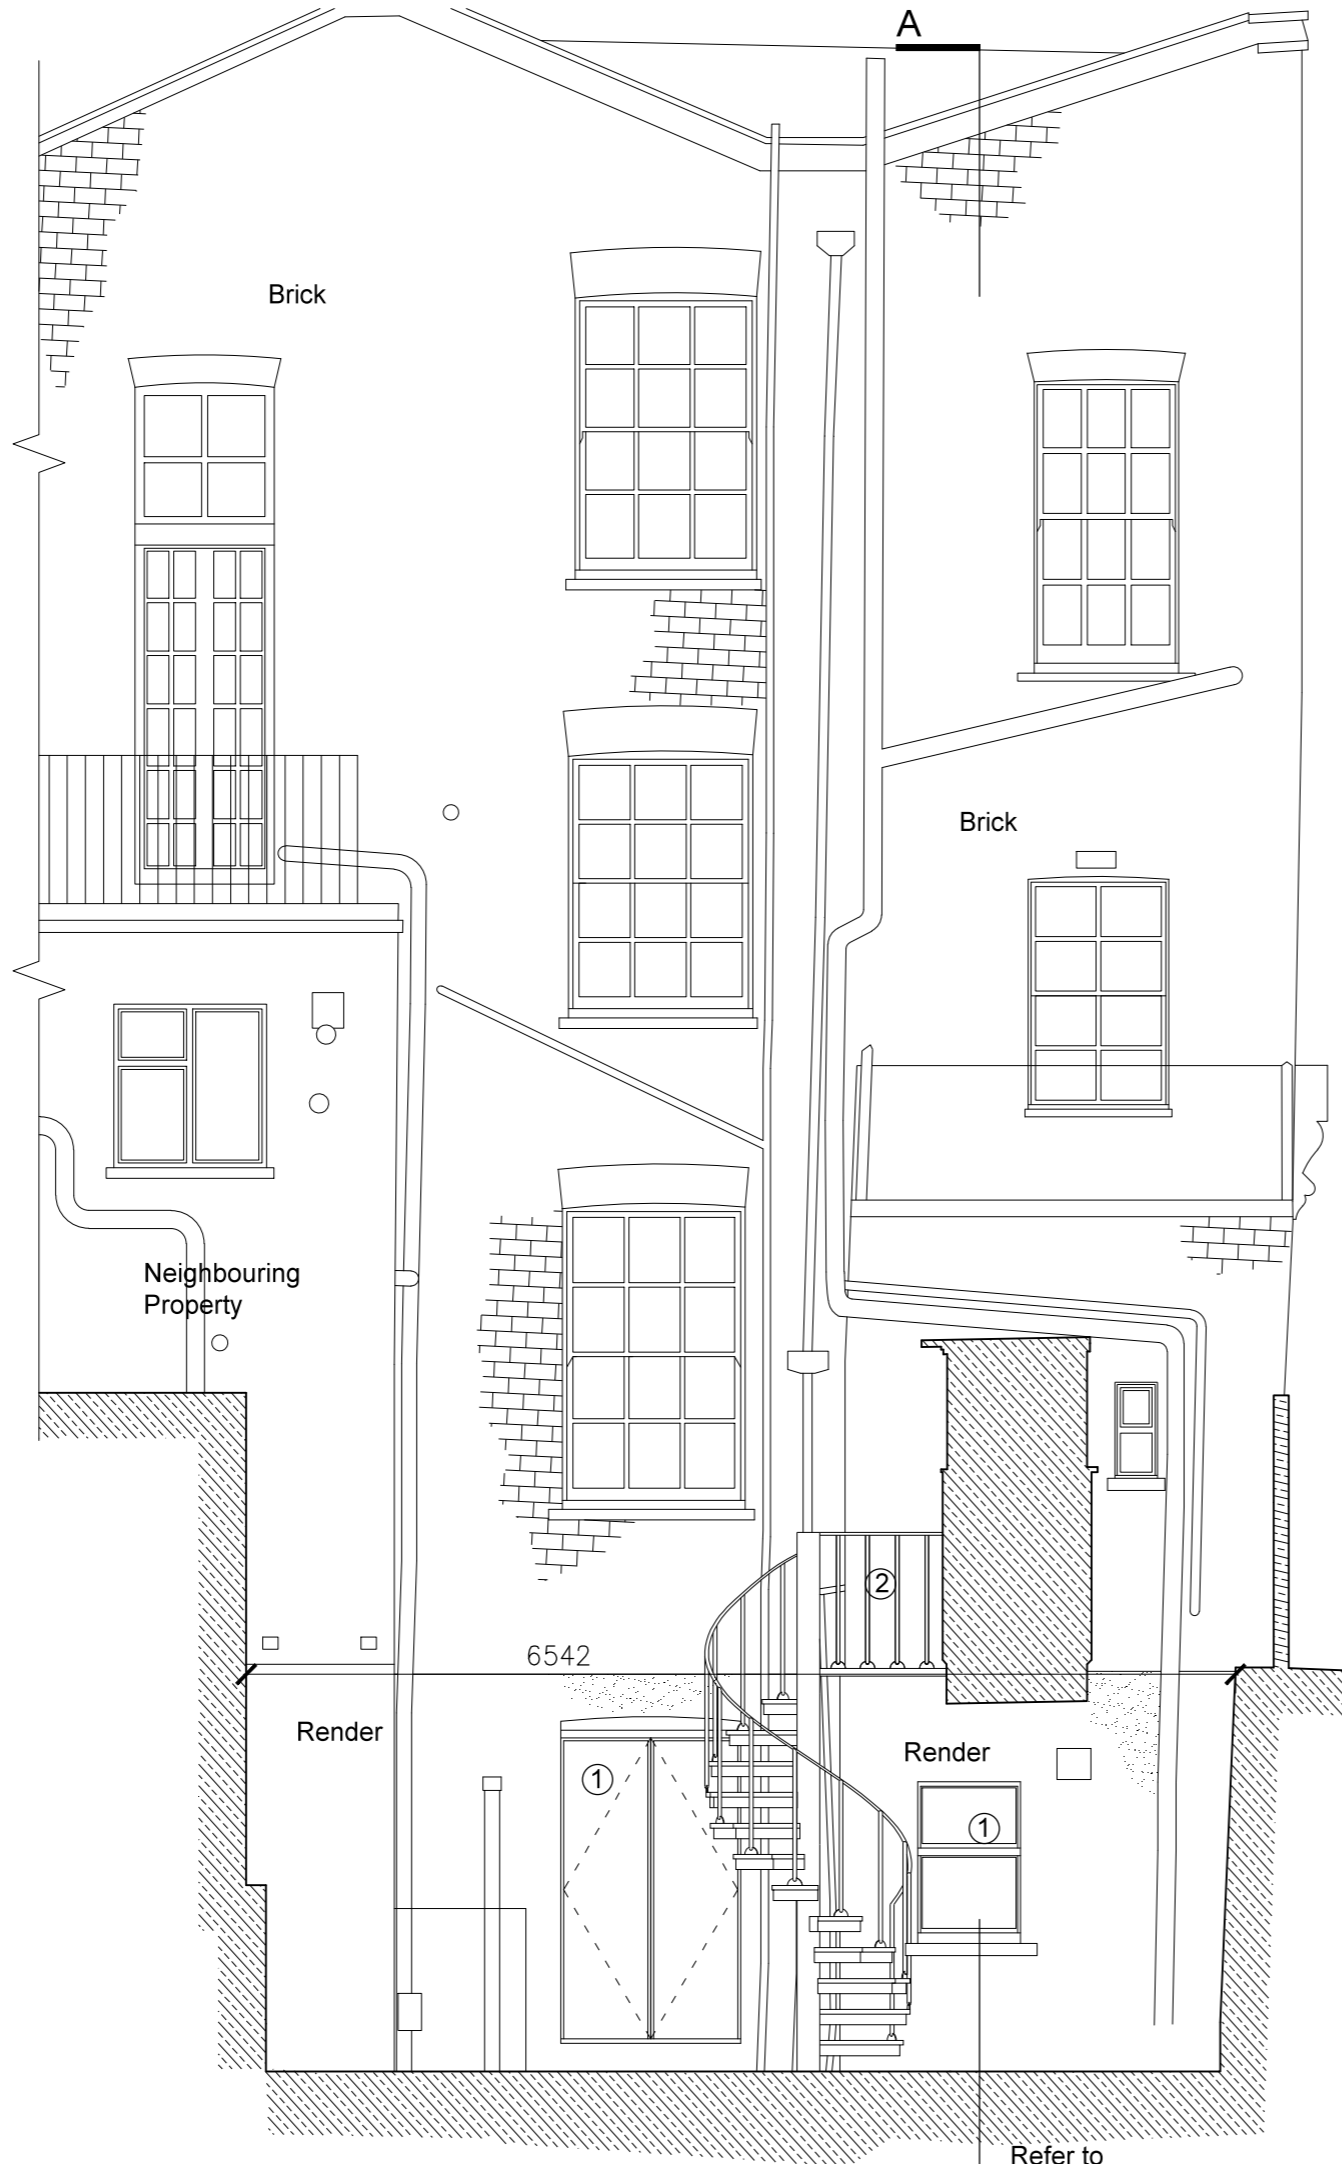 A
Brick
Brick
Neighbouring
Property
2
6542
Render
Render
1
1
Refer to